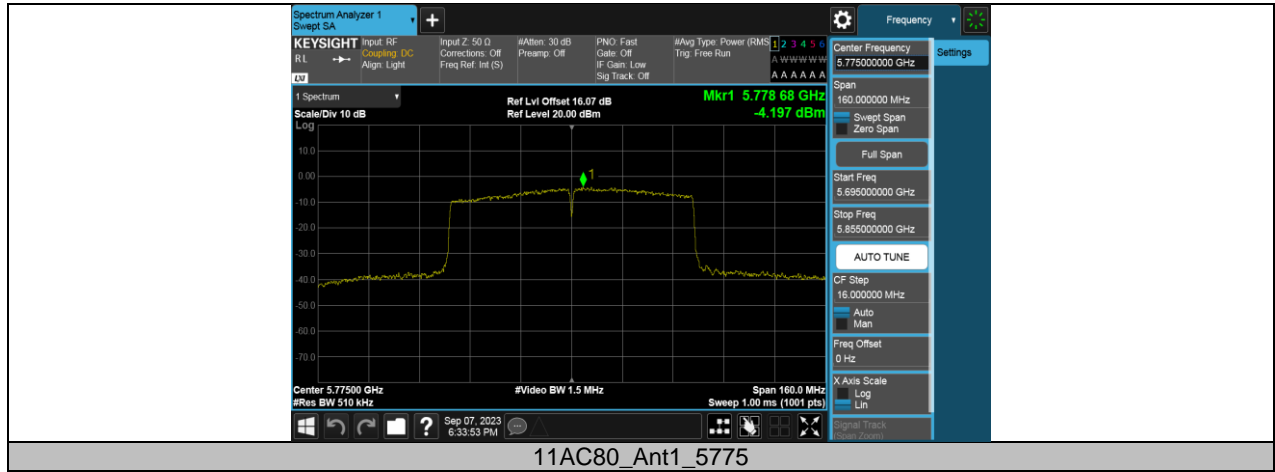 Spectrum Analyzer 1
Swept SA
+
Frequency
KEYSIGHT
RL
LXI
Input: RF
Coupling: DC
Align: Light
Input Z: 50 Ω
Corrections: Off
Freq Ref: Int (S)
#Atten: 30 dB
Preamp: Off
PNO: Fast
Gate: Off
IF Gain: Low
Sig Track: Off
#Avg Type: Power (RMS
Trig: Free Run
1 2 3 4 5 6
A W W W W W
A A A A A A
Center Frequency
5.775000000 GHz
Settings
1 Spectrum
Scale/Div 10 dB
Log
Ref Lvl Offset 16.07 dB
Ref Level 20.00 dBm
Mkr1 5.778 68 GHz
-4.197 dBm
Span
160.000000 MHz
Swept Span
Zero Span
Full Span
Start Freq
5.695000000 GHz
Stop Freq
5.855000000 GHz
AUTO TUNE
CF Step
16.000000 MHz
Auto
Man
Freq Offset
0 Hz
X Axis Scale
Log
Lin
Signal Track
(Span Zoom)
10.0
0.00
-10.0
-20.0
-30.0
-40.0
-50.0
-60.0
-70.0
1
Center 5.77500 GHz
#Res BW 510 kHz
#Video BW 1.5 MHz
Span 160.0 MHz
Sweep 1.00 ms (1001 pts)
?
Sep 07, 2023
6:33:53 PM
11AC80_Ant1_5775